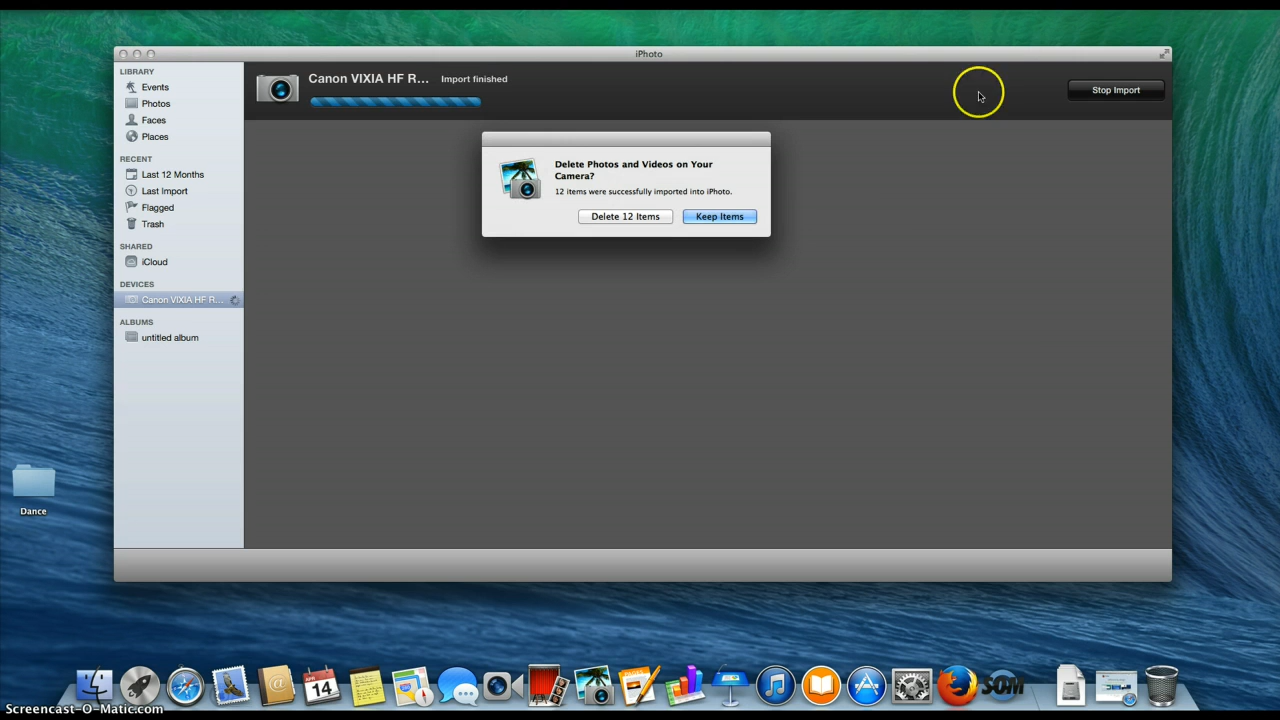 iPhoto
LIBRARY
Events
Photos
Faces
Places
RECENT
Last 12 Months
Last Import
Flagged
Trash
SHARED
iCloud
DEVICES
Canon VIXIA HF R...
ALBUMS
untitled album
Canon VIXIA HF R... Import finished
Stop Import
Delete Photos and Videos on Your
Camera?
12 items were successfully imported into iPhoto.
Delete 12 Items Keep Items
Dance
APR
14
SOM
Screencast-O-Matic.com